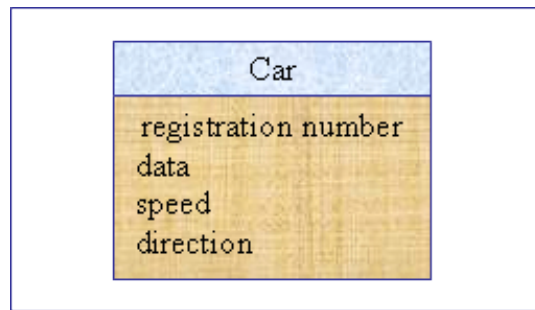 Car
registration number
data
speed
direction